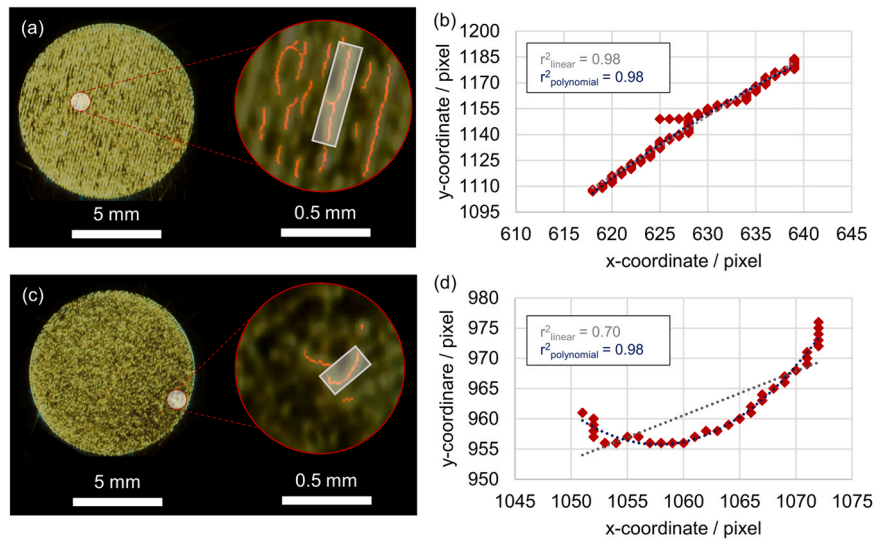 (a)
5 mm
0.5 mm
(b)
y-coordinate / pixel
1200
1185
1170
1155
1140
1125
1110
1095
r²linear = 0.98
r²polynomial = 0.98
610 615 620 625 630 635 640 645
x-coordinate / pixel
(c)
5 mm
0.5 mm
(d)
y-coordinare / pixel
980
975
970
965
960
955
950
r²linear = 0.70
r²polynomial = 0.98
1045 1050 1055 1060 1065 1070 1075
x-coordinate / pixel